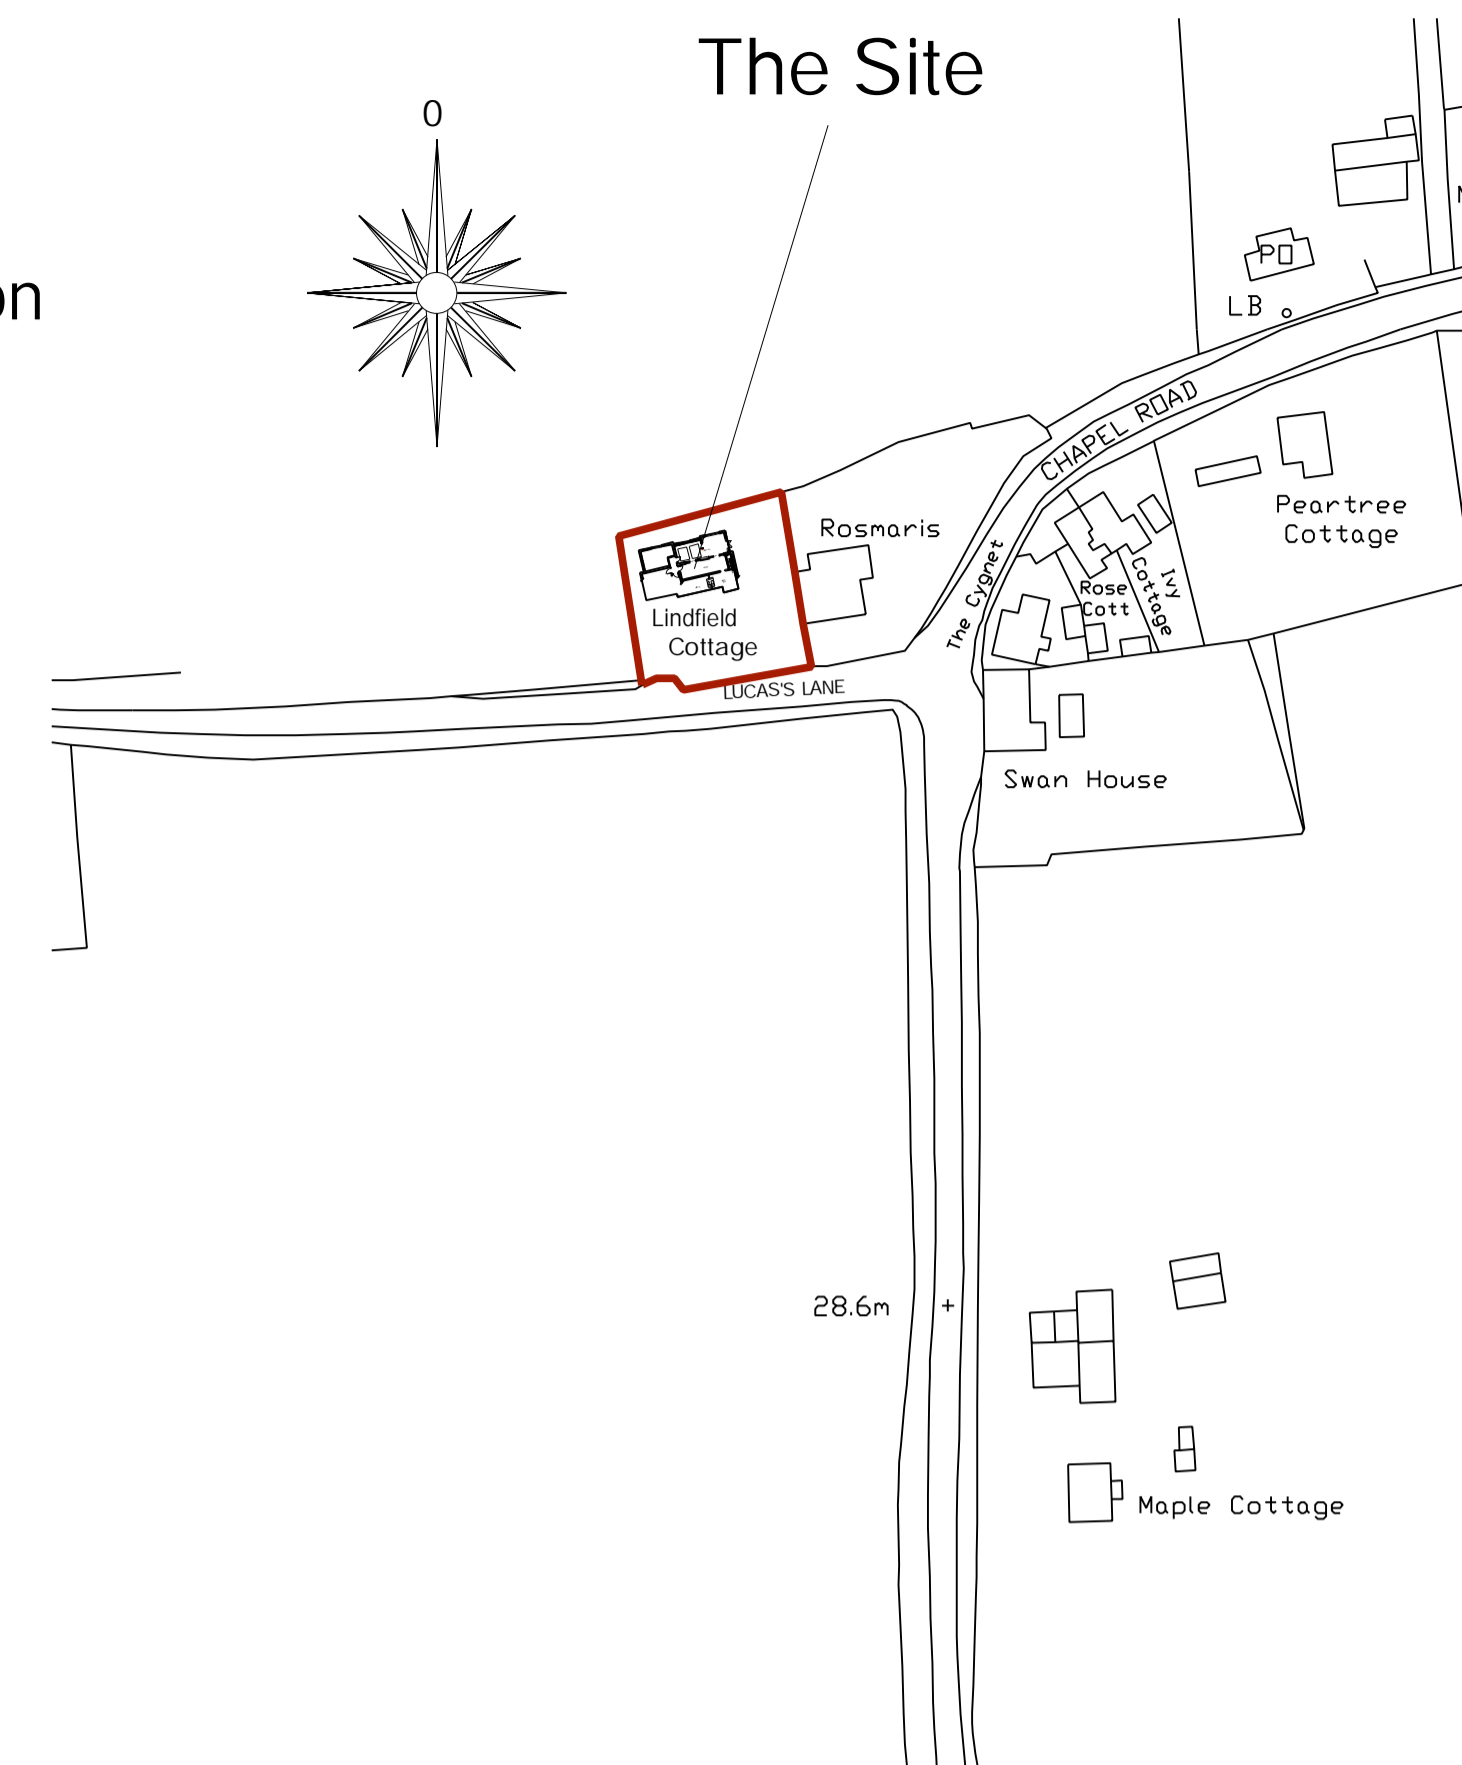 The Site
0
on
PO
LB
CHAPEL ROAD
Peartree
Cottage
Rosmaris
The Cygnet
Rose
Cott
Ivy
Cottage
Lindfield
Cottage
LUCAS'S LANE
Swan House
28.6m
Maple Cottage